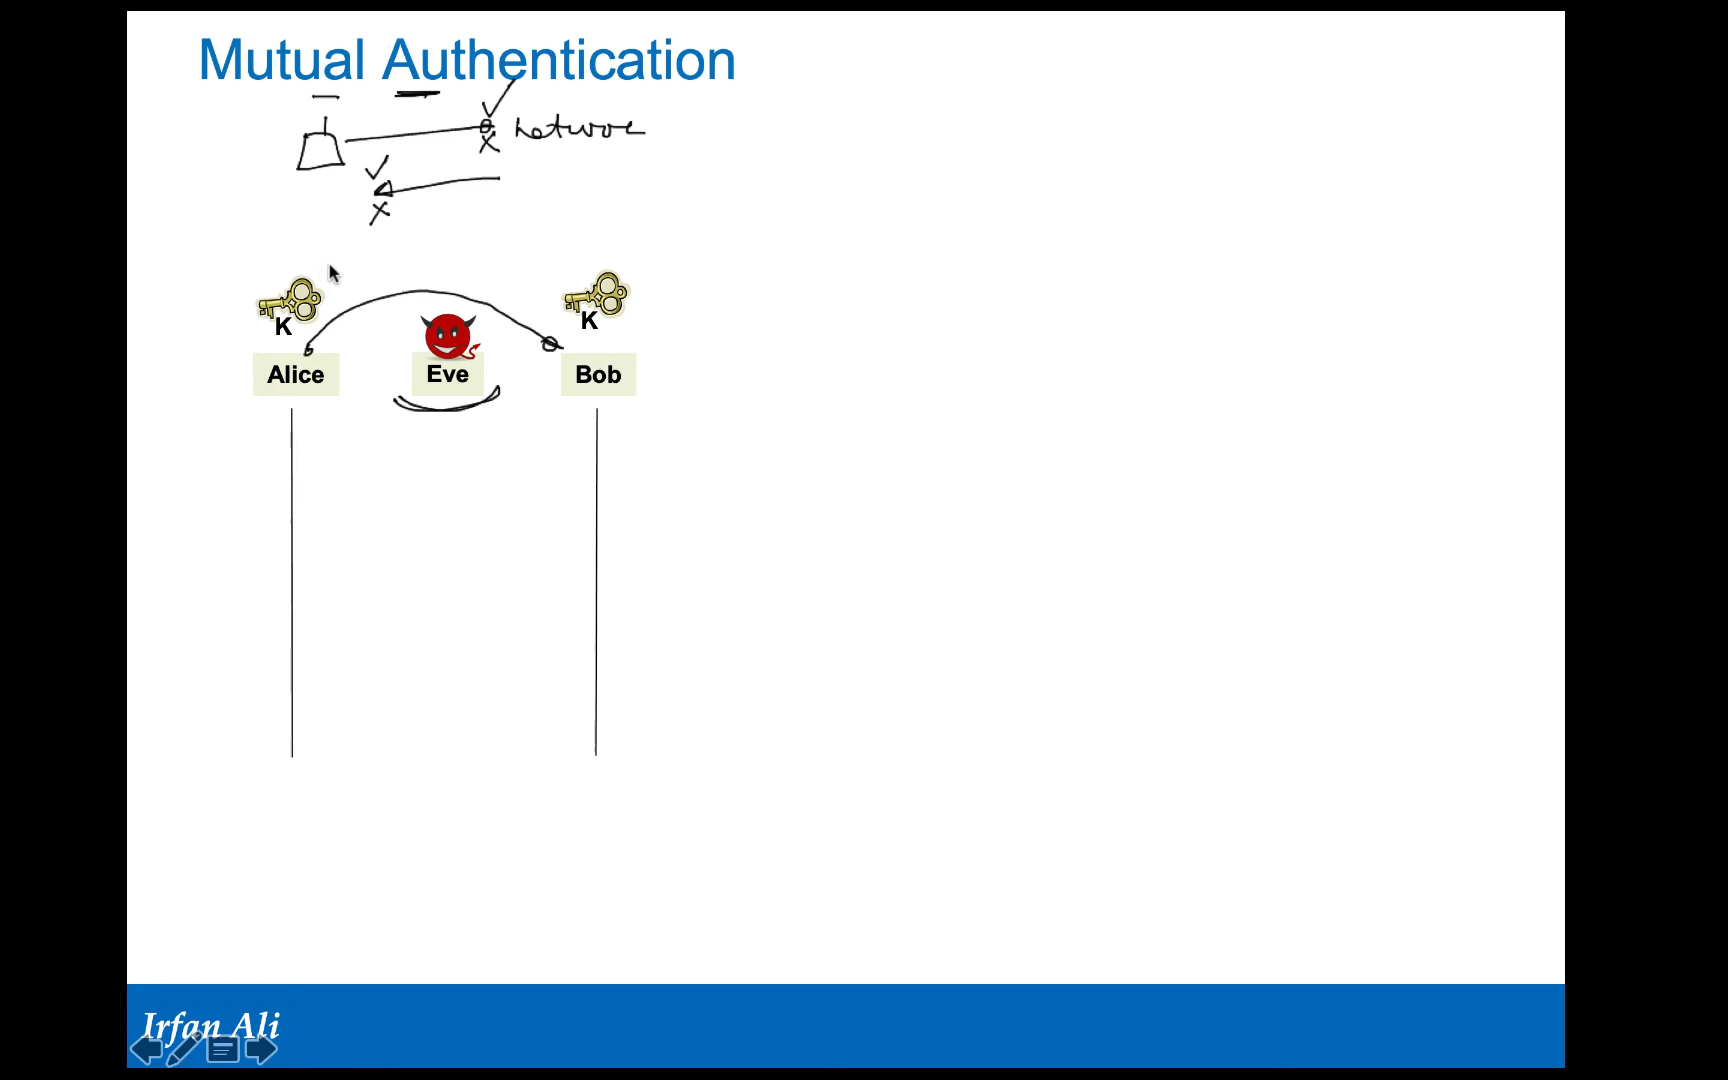 Mutual Authentication
K
K
Alice
Eve
Bob
Irfan Ali